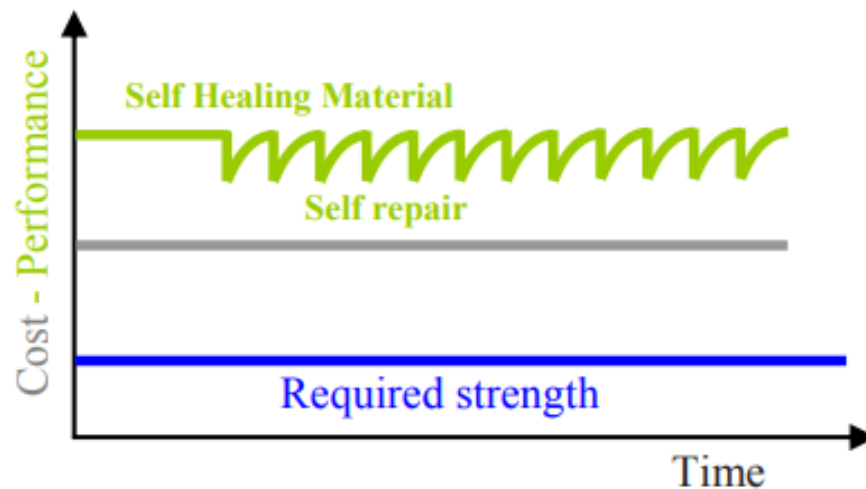 Cost - Performance
Self Healing Material
Self repair
Required strength
Time